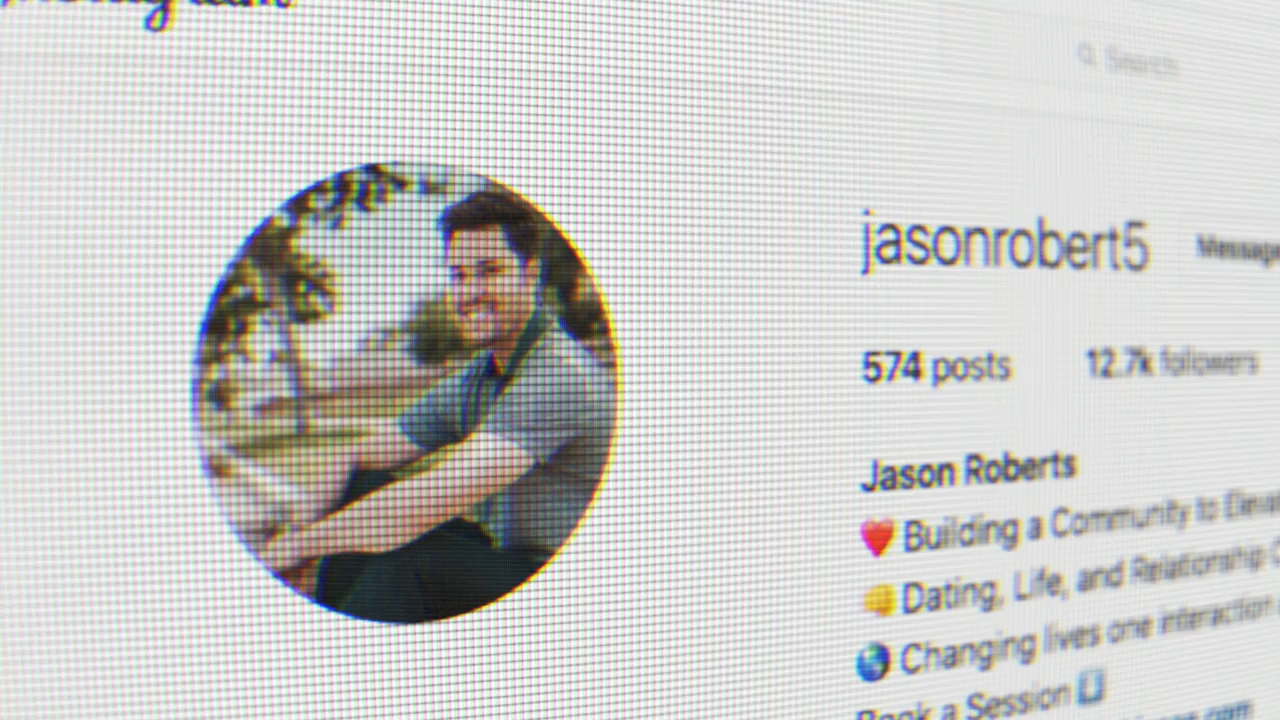 Search
jasonrobert5 Message
574 posts 12.7k followers
Jason Roberts
❤️ Building a Community to
👊 Dating, Life, and Relationship
🌎 Changing lives one interaction
Book a Session